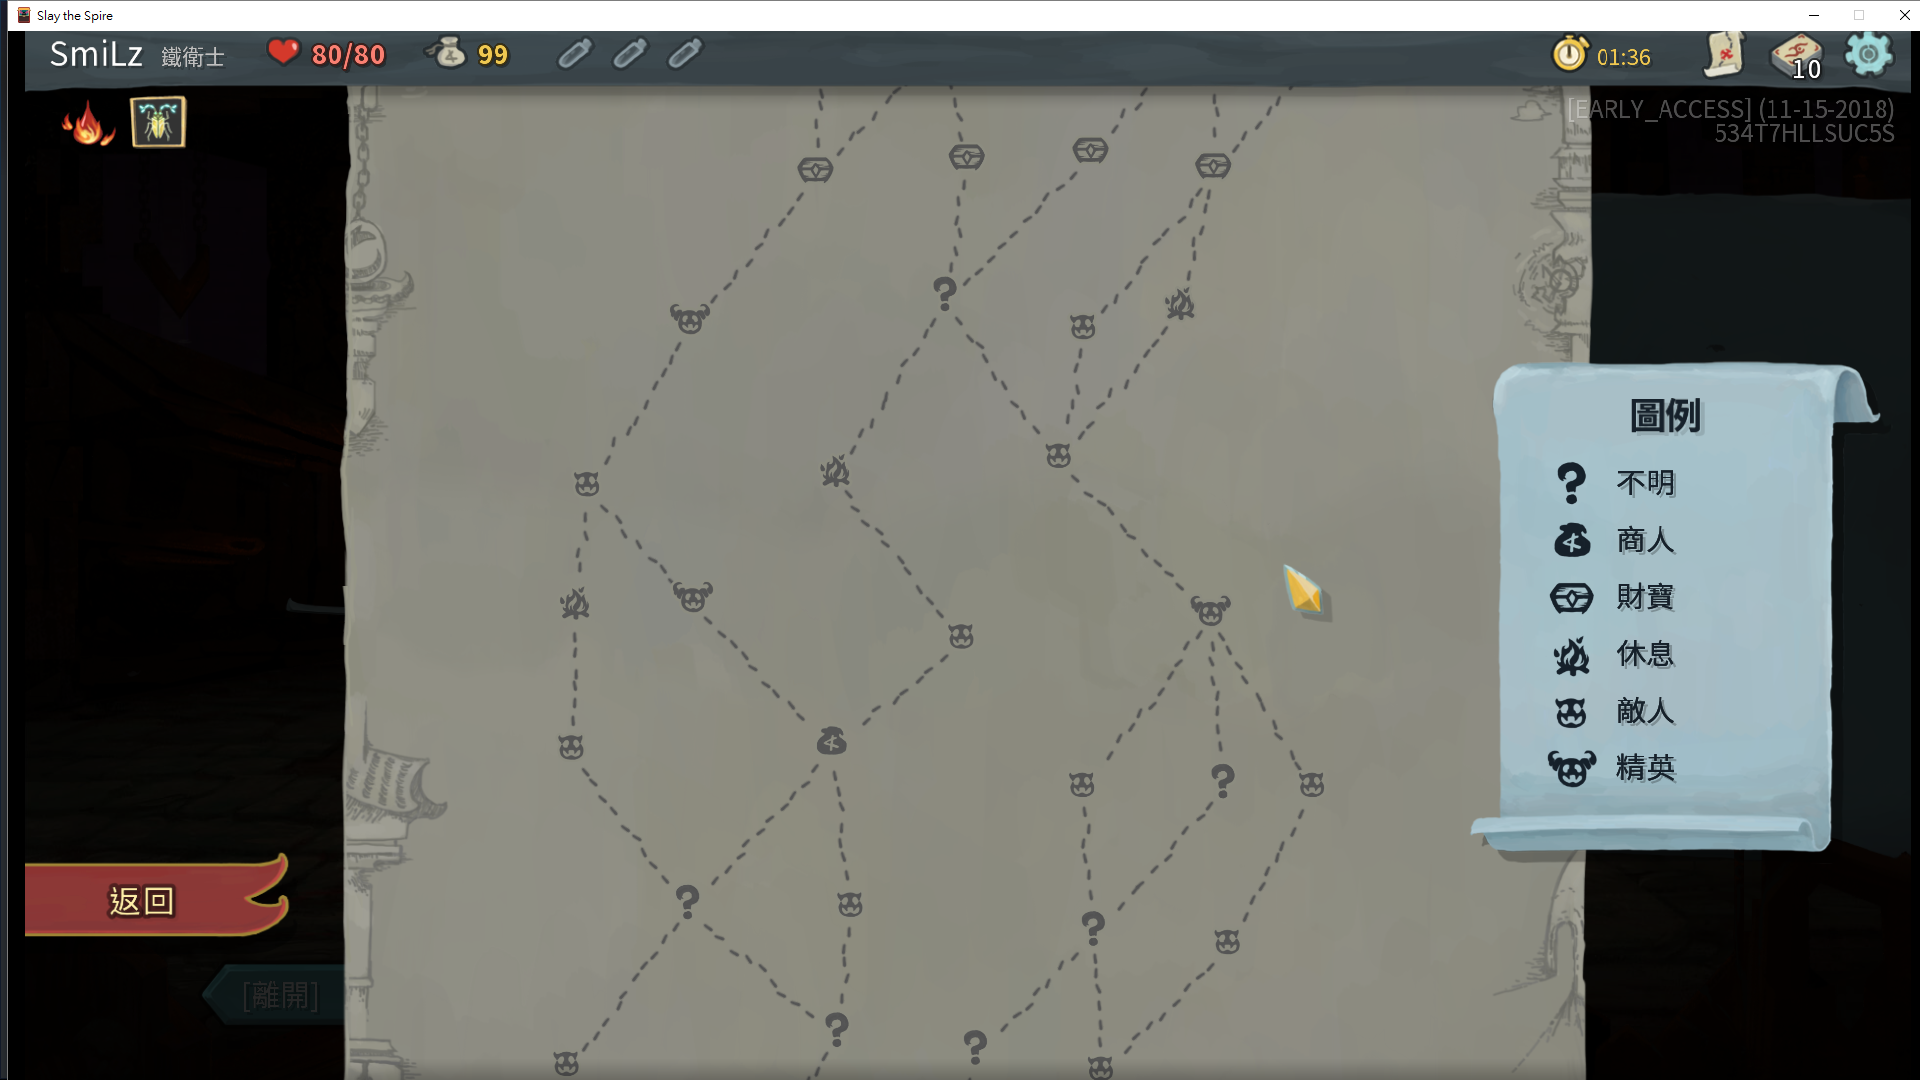 Slay the Spire
SmiLz 鐵衛士 80/80 99 01:36 10
[EARLY_ACCESS] (11-15-2018)
534T7HLLSUC5S
圖例
不明
商人
財寶
休息
敵人
精英
返回
[離開]